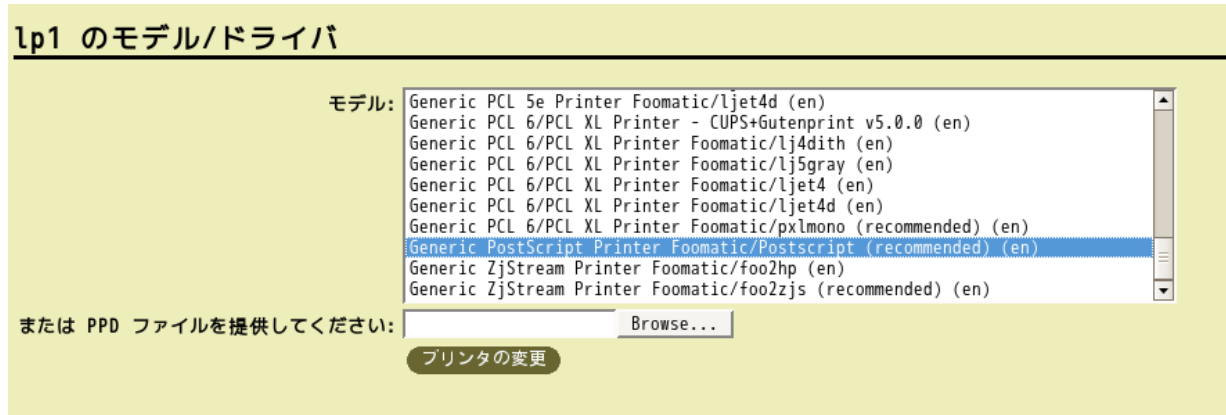 lp1 のモデル/ドライバ
モデル:
Generic PCL 5e Printer Foomatic/ljet4d (en)
Generic PCL 6/PCL XL Printer - CUPS+Gutenprint v5.0.0 (en)
Generic PCL 6/PCL XL Printer Foomatic/lj4dith (en)
Generic PCL 6/PCL XL Printer Foomatic/lj5gray (en)
Generic PCL 6/PCL XL Printer Foomatic/ljet4 (en)
Generic PCL 6/PCL XL Printer Foomatic/ljet4d (en)
Generic PCL 6/PCL XL Printer Foomatic/pxlmono (recommended) (en)
Generic PostScript Printer Foomatic/Postscript (recommended) (en)
Generic ZjStream Printer Foomatic/foo2hp (en)
Generic ZjStream Printer Foomatic/foo2zjs (recommended) (en)
または PPD ファイルを提供してください: Browse...
プリンタの変更